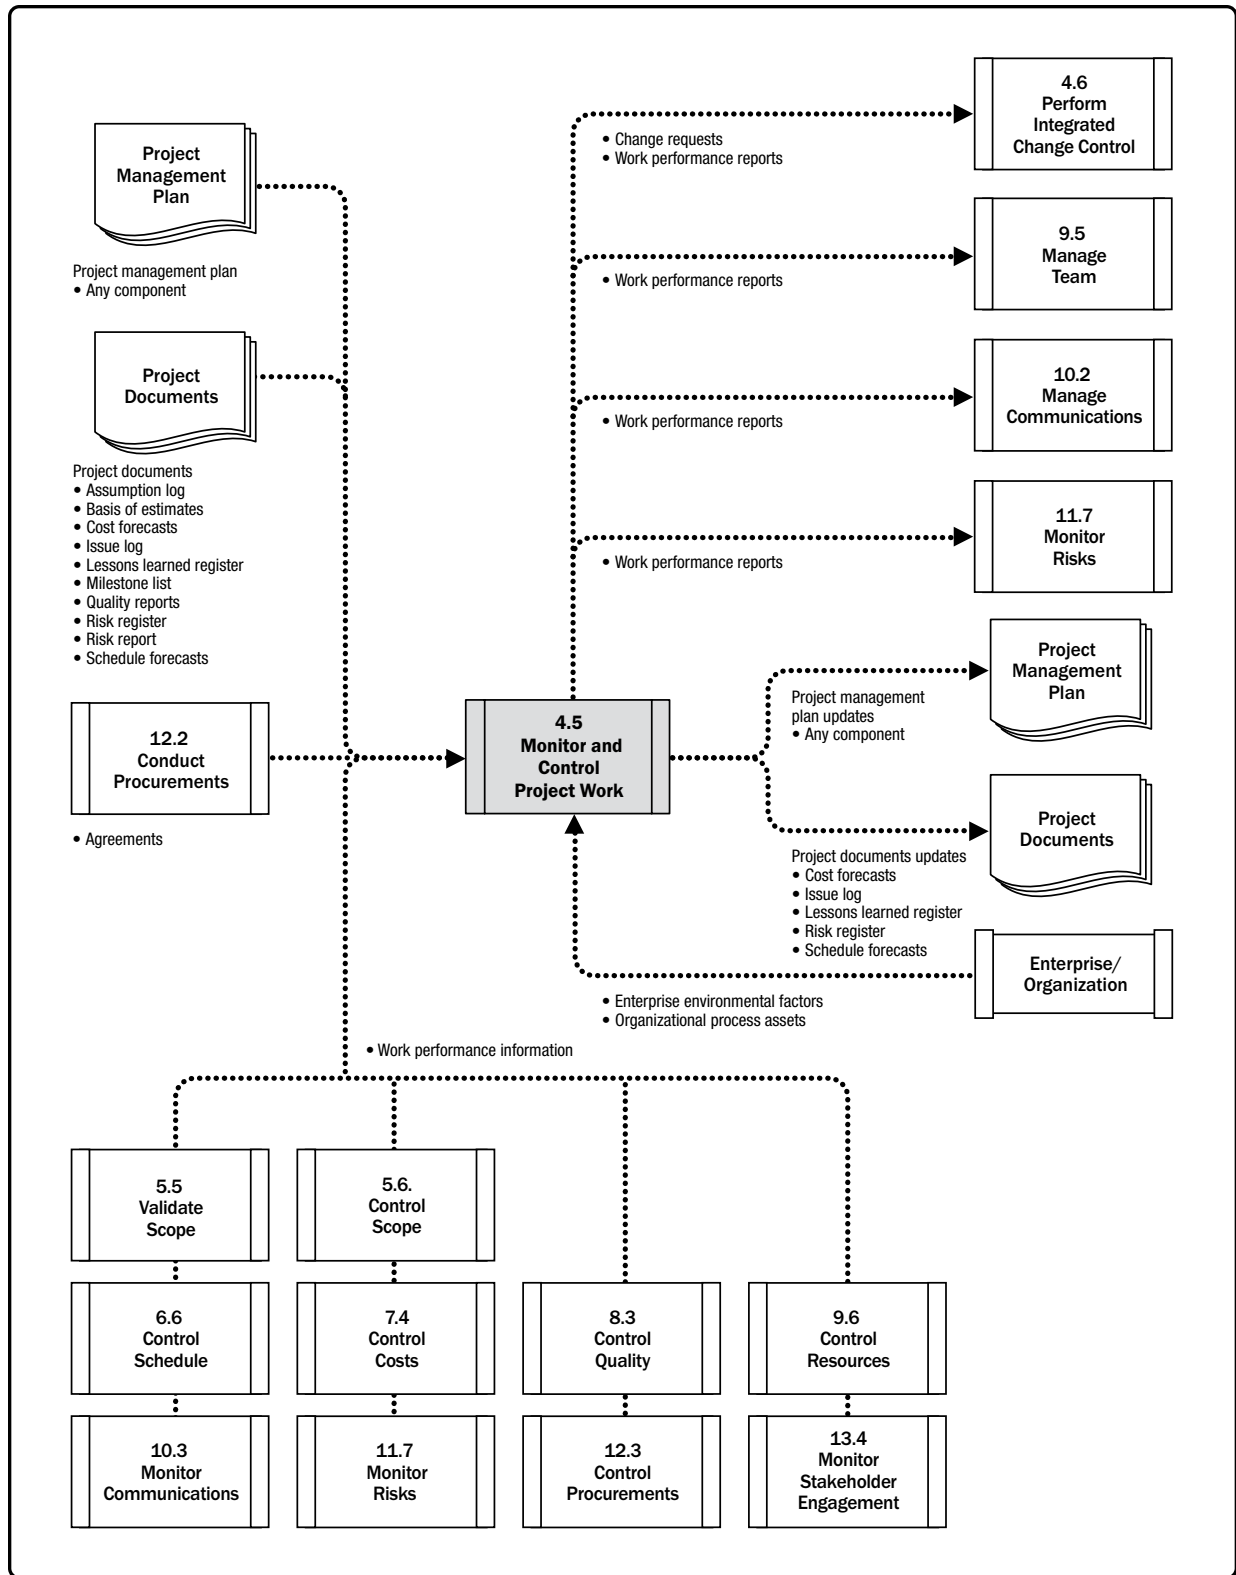 4.6
Perform
Integrated
Change Control
• Change requests
• Work performance reports
Project
Management
Plan
Project management plan
• Any component
9.5
Manage
Team
• Work performance reports
Project
Documents
Project documents
• Assumption log
• Basis of estimates
• Cost forecasts
• Issue log
• Lessons learned register
• Milestone list
• Quality reports
• Risk register
• Risk report
• Schedule forecasts
10.2
Manage
Communications
• Work performance reports
11.7
Monitor
Risks
• Work performance reports
12.2
Conduct
Procurements
• Agreements
4.5
Monitor and
Control
Project Work
Project management
plan updates
• Any component
Project
Management
Plan
Project documents updates
• Cost forecasts
• Issue log
• Lessons learned register
• Risk register
• Schedule forecasts
Project
Documents
Enterprise/
Organization
• Enterprise environmental factors
• Organizational process assets
• Work performance information
5.5
Validate
Scope
5.6.
Control
Scope
6.6
Control
Schedule
7.4
Control
Costs
8.3
Control
Quality
9.6
Control
Resources
10.3
Monitor
Communications
11.7
Monitor
Risks
12.3
Control
Procurements
13.4
Monitor
Stakeholder
Engagement